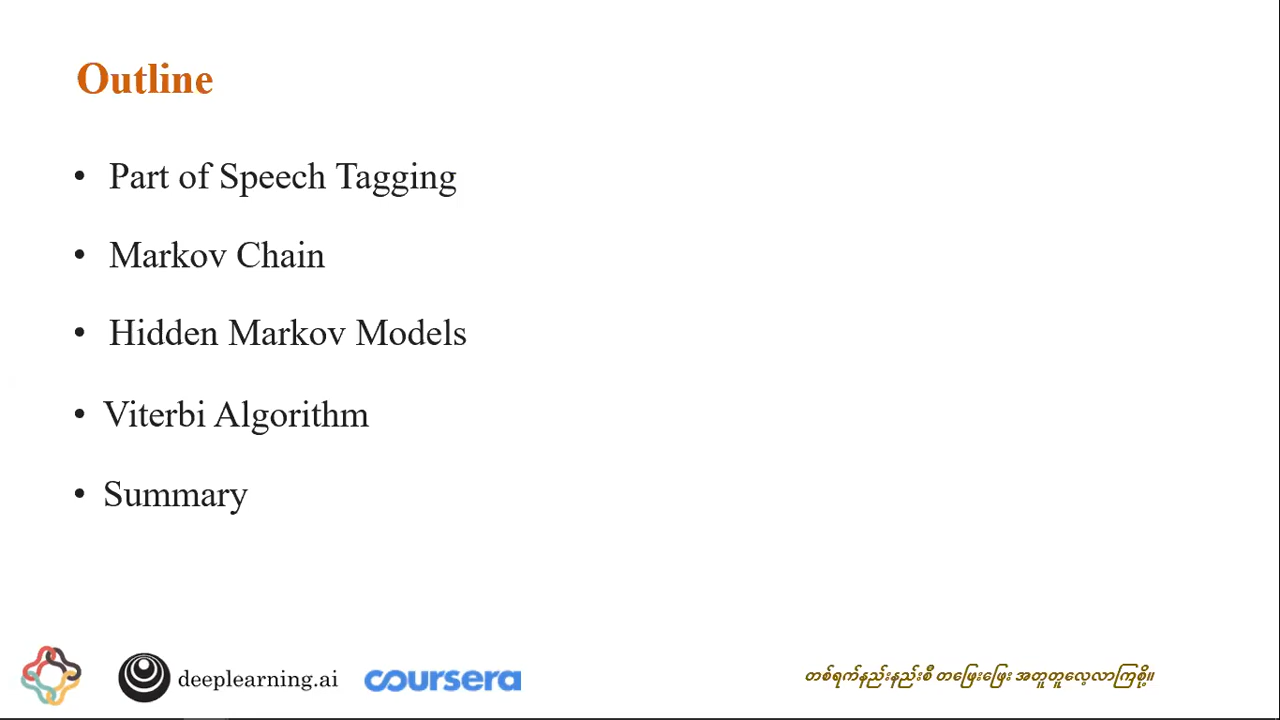 Outline
• Part of Speech Tagging
• Markov Chain
• Hidden Markov Models
• Viterbi Algorithm
• Summary
deeplearning.ai
coursera
တစ်ရက်နည်းနည်းစီ တဖြေးဖြေး အတူတူလေ့လာကြစို့။